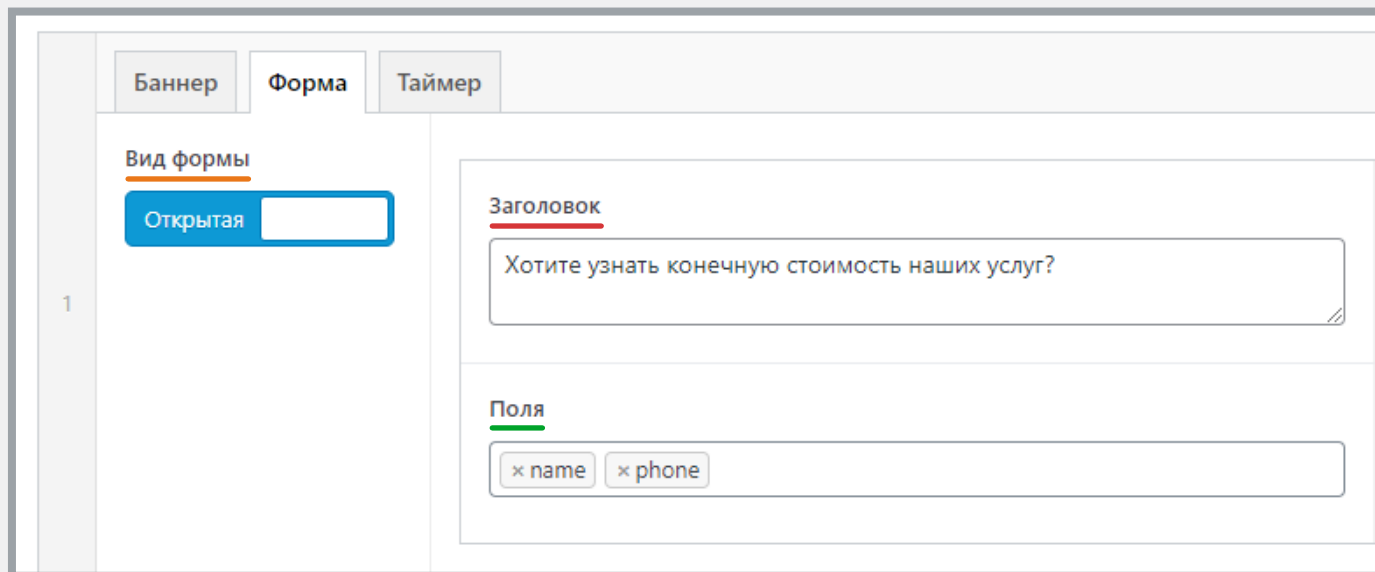 Баннер Форма Таймер
Вид формы
Открытая
1
Заголовок
Хотите узнать конечную стоимость наших услуг?
Поля
× name × phone